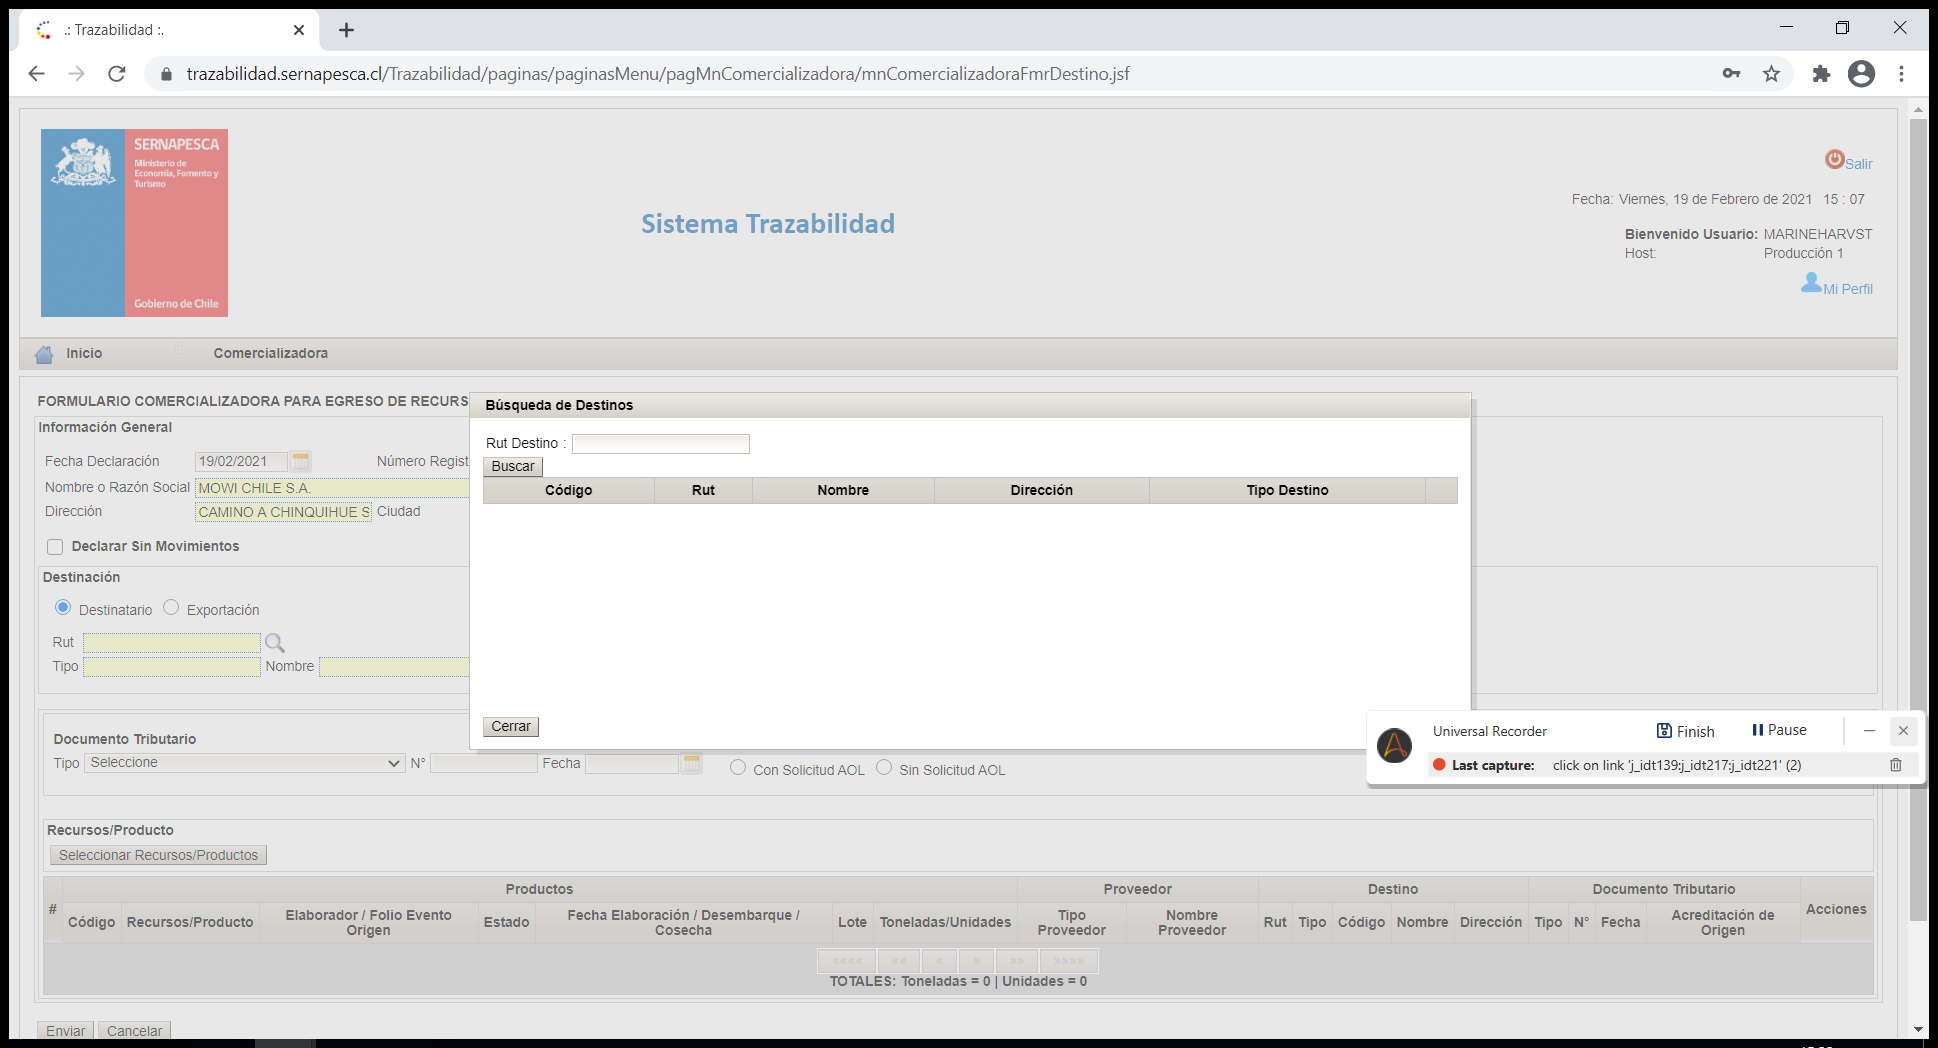 .: Trazabilidad :.
trazabilidad.sernapesca.cl/Trazabilidad/paginas/paginasMenu/pagMnComercializadora/mnComercializadoraFmrDestino.jsf
SERNAPESCA
Ministerio de
Economía, Fomento y
Turismo
Gobierno de Chile
Sistema Trazabilidad
Salir
Fecha: Viernes, 19 de Febrero de 2021 15 : 07
Bienvenido Usuario: MARINEHARVST
Host: Producción 1
Mi Perfil
Inicio Comercializadora
FORMULARIO COMERCIALIZADORA PARA EGRESO DE RECURS
Información General
Fecha Declaración 19/02/2021 Número Regist
Nombre o Razón Social MOWI CHILE S.A.
Dirección CAMINO A CHINQUIHUE S Ciudad
Declarar Sin Movimientos
Destinación
Destinatario Exportación
Rut
Tipo Nombre
Búsqueda de Destinos
Rut Destino :
Buscar
Código Rut Nombre Dirección Tipo Destino
Cerrar
Universal Recorder Finish Pause
Last capture: click on link 'j_idt139:j_idt217:j_idt221' (2)
Documento Tributario
Tipo Seleccione N° Fecha Con Solicitud AOL Sin Solicitud AOL
Recursos/Producto
Seleccionar Recursos/Productos
Productos Proveedor Destino Documento Tributario
# Código Recursos/Producto Elaborador / Folio Evento Origen Estado Fecha Elaboración / Desembarque / Cosecha Lote Toneladas/Unidades Tipo Proveedor Nombre Proveedor Rut Tipo Código Nombre Dirección Tipo N° Fecha Acreditación de Origen Acciones
«««« «« « » »» »»»»
TOTALES: Toneladas = 0 | Unidades = 0
Enviar Cancelar